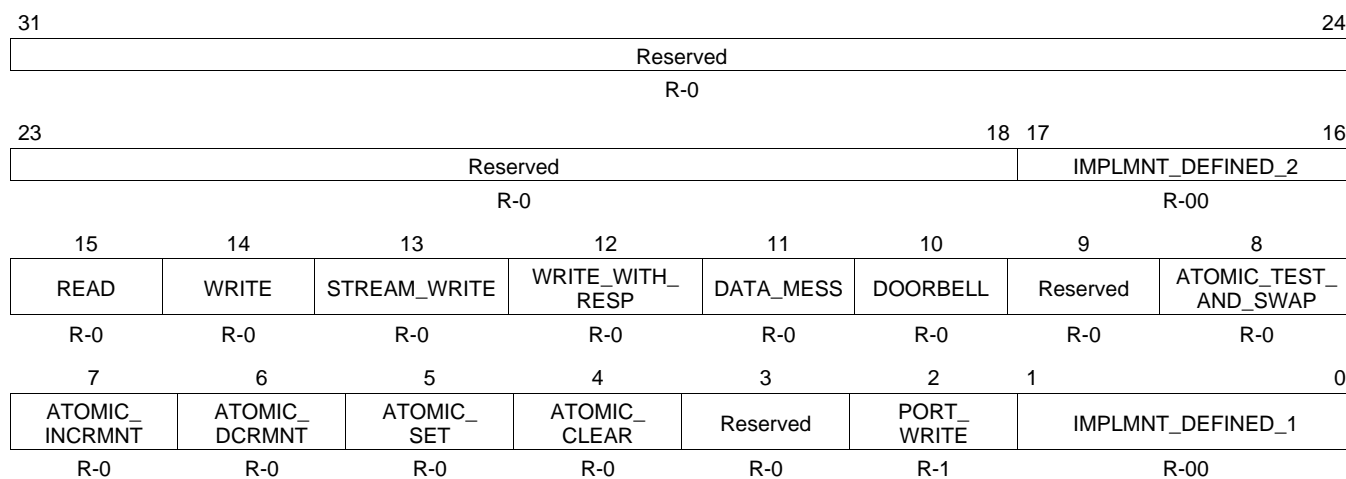 31 24
Reserved
R-0
23 18 17 16
Reserved IMPLMNT_DEFINED_2
R-0 R-00
15 14 13 12 11 10 9 8
READ WRITE STREAM_WRITE WRITE_WITH_ DATA_MESS DOORBELL Reserved ATOMIC_TEST_
RESP AND_SWAP
R-0 R-0 R-0 R-0 R-0 R-0 R-0 R-0
7 6 5 4 3 2 1 0
ATOMIC_ ATOMIC_ ATOMIC_ ATOMIC_ Reserved PORT_ IMPLMNT_DEFINED_1
INCRMNT DCRMNT SET CLEAR WRITE
R-0 R-0 R-0 R-0 R-0 R-1 R-00